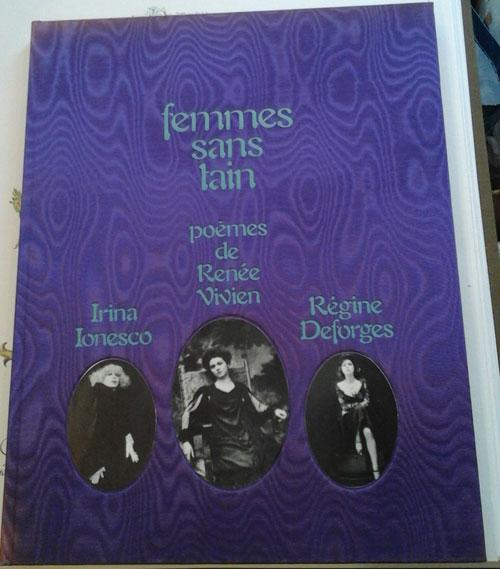 femmes
sans
tain
poèmes
de
Renée
Vivien
Irina
Ionesco
Régine
Deforges